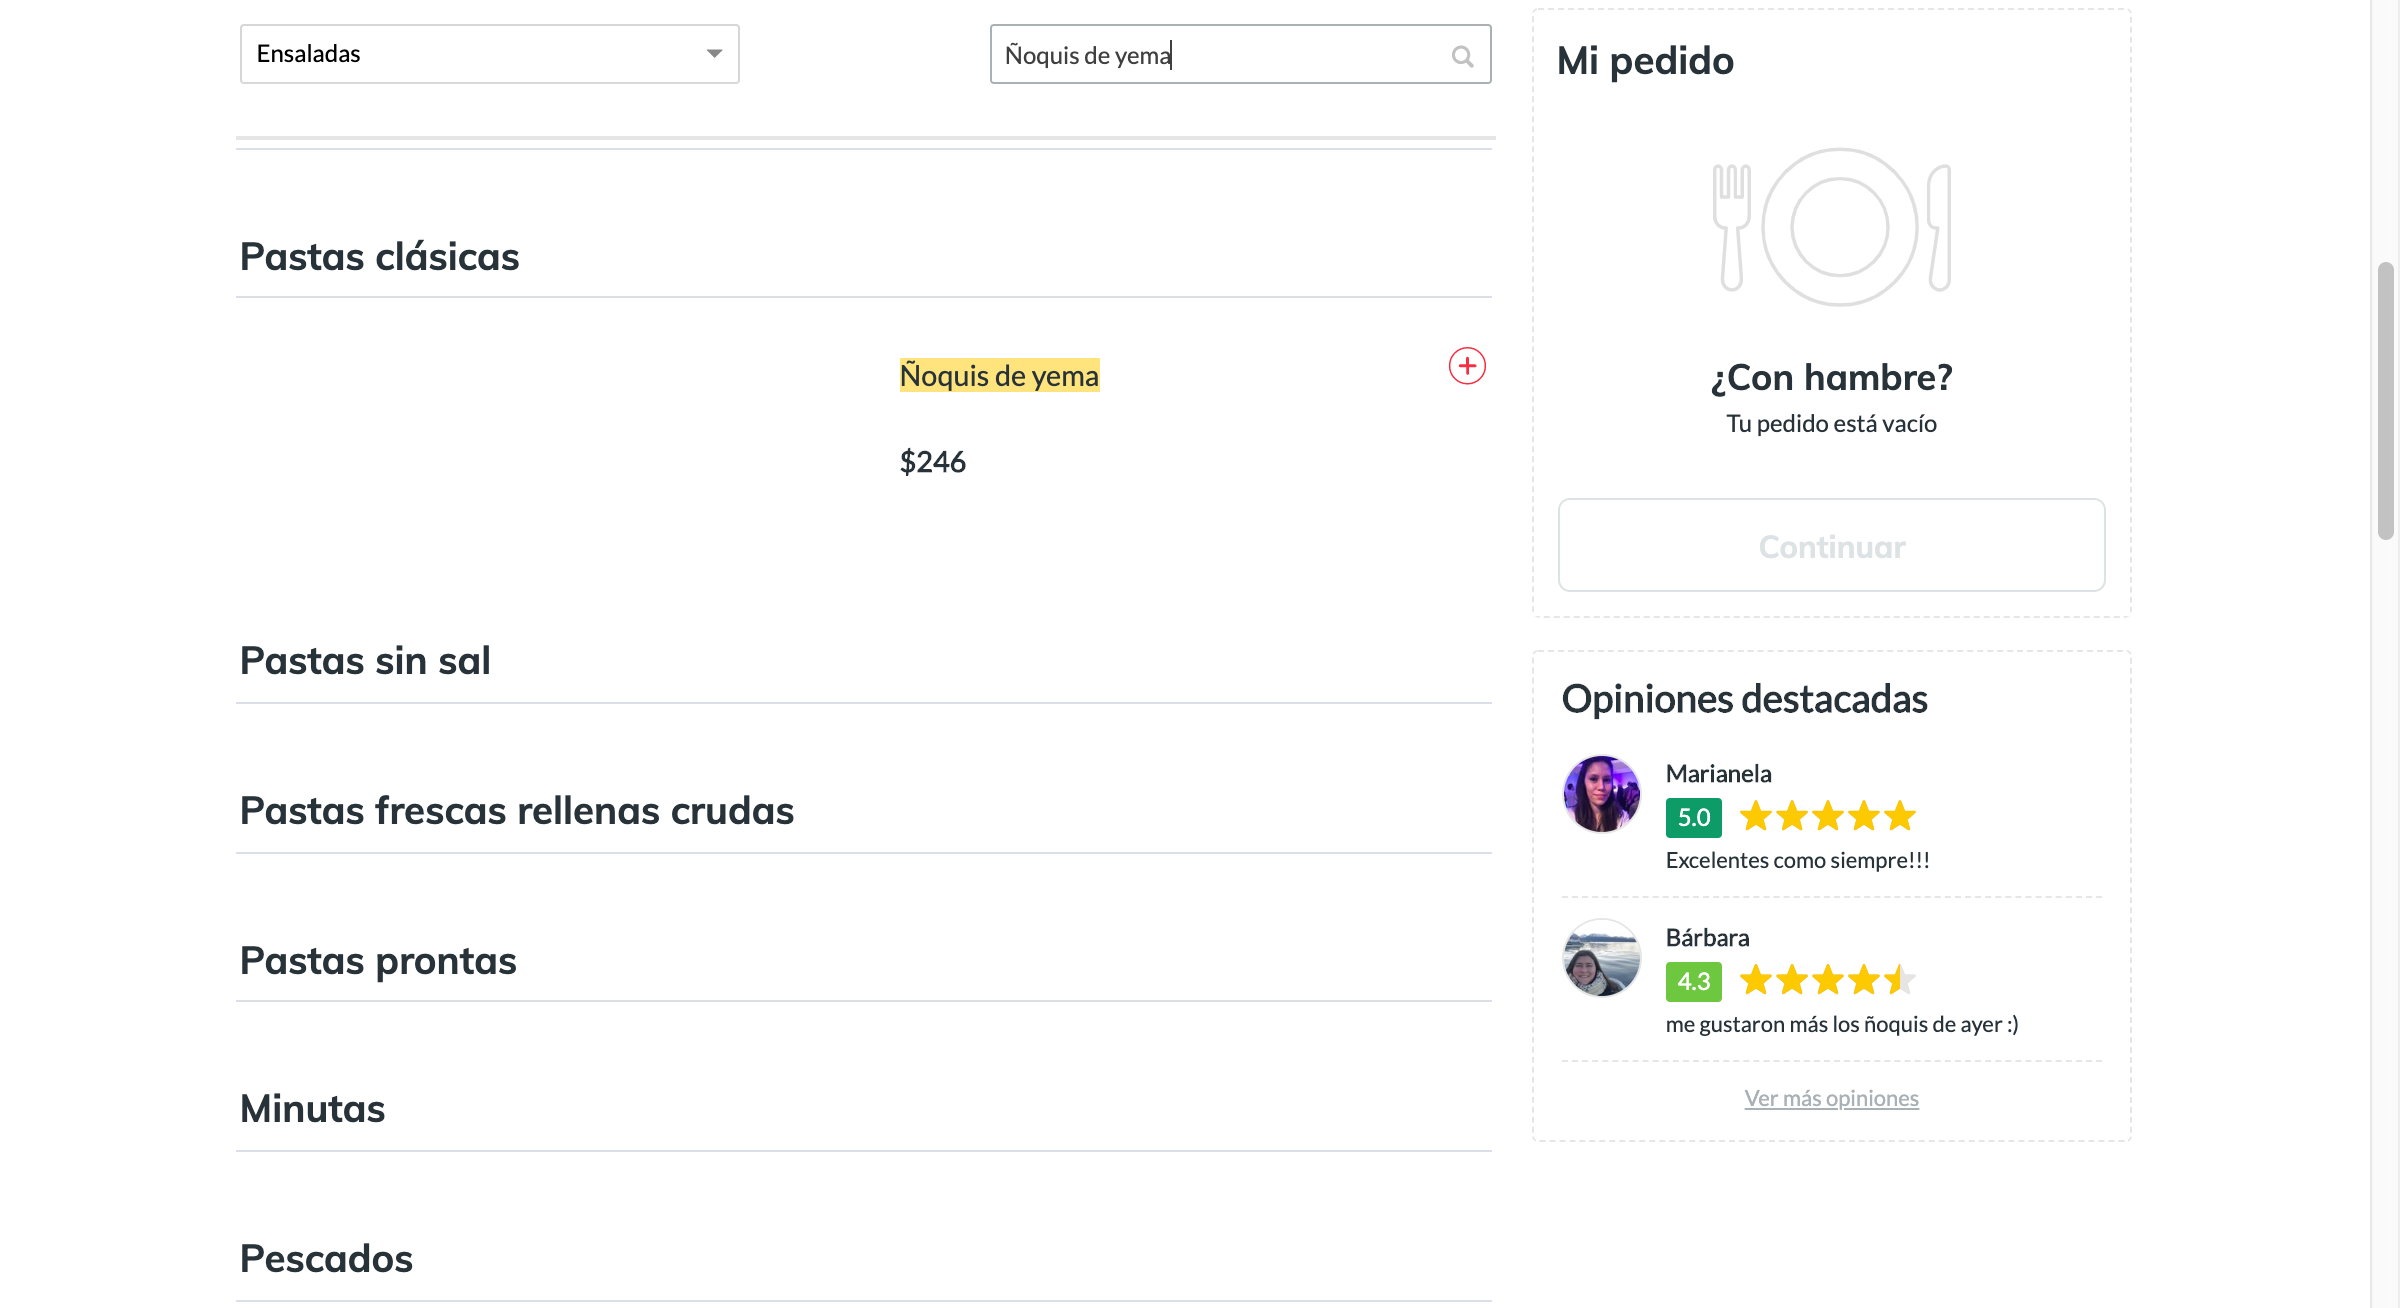 Ensaladas
Ñoquis de yema
Pastas clásicas
Ñoquis de yema
$246
Pastas sin sal
Pastas frescas rellenas crudas
Pastas prontas
Minutas
Pescados
Mi pedido
¿Con hambre?
Tu pedido está vacío
Continuar
Opiniones destacadas
Marianela
5.0
Excelentes como siempre!!!
Bárbara
4.3
me gustaron más los ñoquis de ayer :)
Ver más opiniones